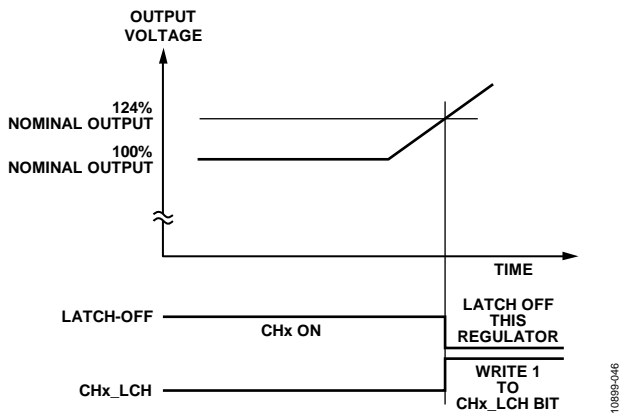 OUTPUT
VOLTAGE
124%
NOMINAL OUTPUT
100%
NOMINAL OUTPUT
TIME
LATCH-OFF
CHx ON
LATCH OFF
THIS
REGULATOR
CHx_LCH
WRITE 1
TO
CHx_LCH BIT
10899-046